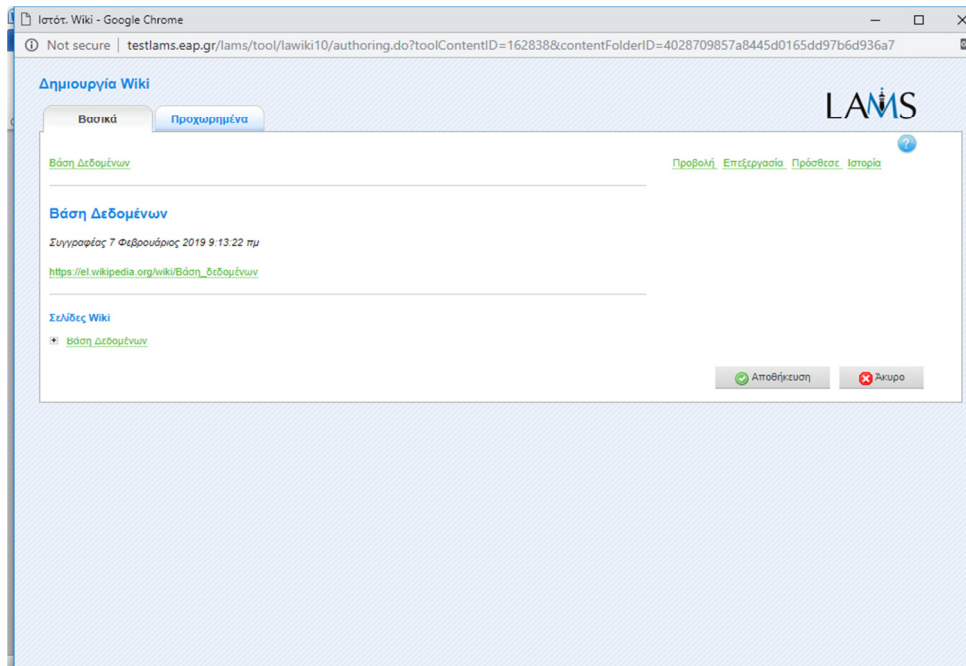 Ιστότ. Wiki - Google Chrome
Not secure | testlams.eap.gr/lams/tool/lawiki10/authoring.do?toolContentID=162838&contentFolderID=4028709857a8445d0165dd97b6d936a7
Δημιουργία Wiki
LAMS
Βασικά Προχωρημένα
?
Βάση Δεδομένων Προβολή Επεξεργασία Πρόσθεσε Ιστορία
Βάση Δεδομένων
Συγγραφέας 7 Φεβρουάριος 2019 9:13:22 πμ
https://el.wikipedia.org/wiki/Βάση_δεδομένων
Σελίδες Wiki
Βάση Δεδομένων
Αποθήκευση Άκυρο